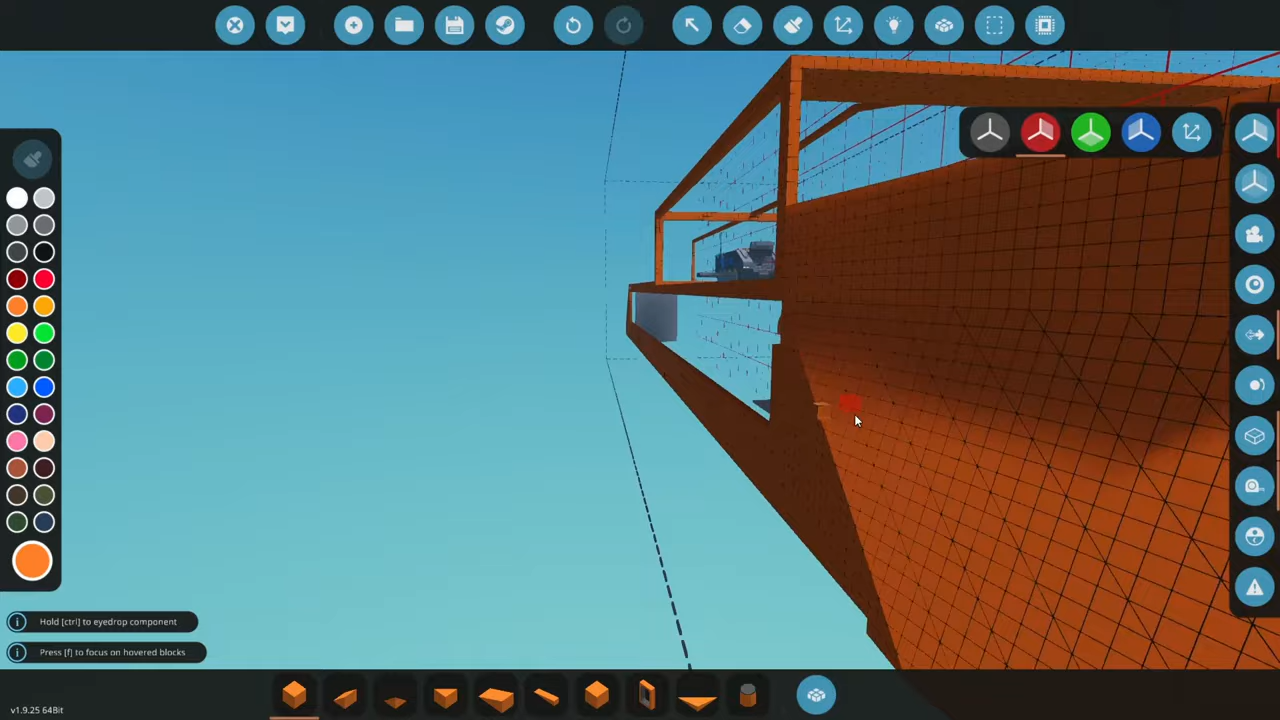 Hold [ctrl] to eyedrop component
Press [f] to focus on hovered blocks
v1.9.25 64Bit